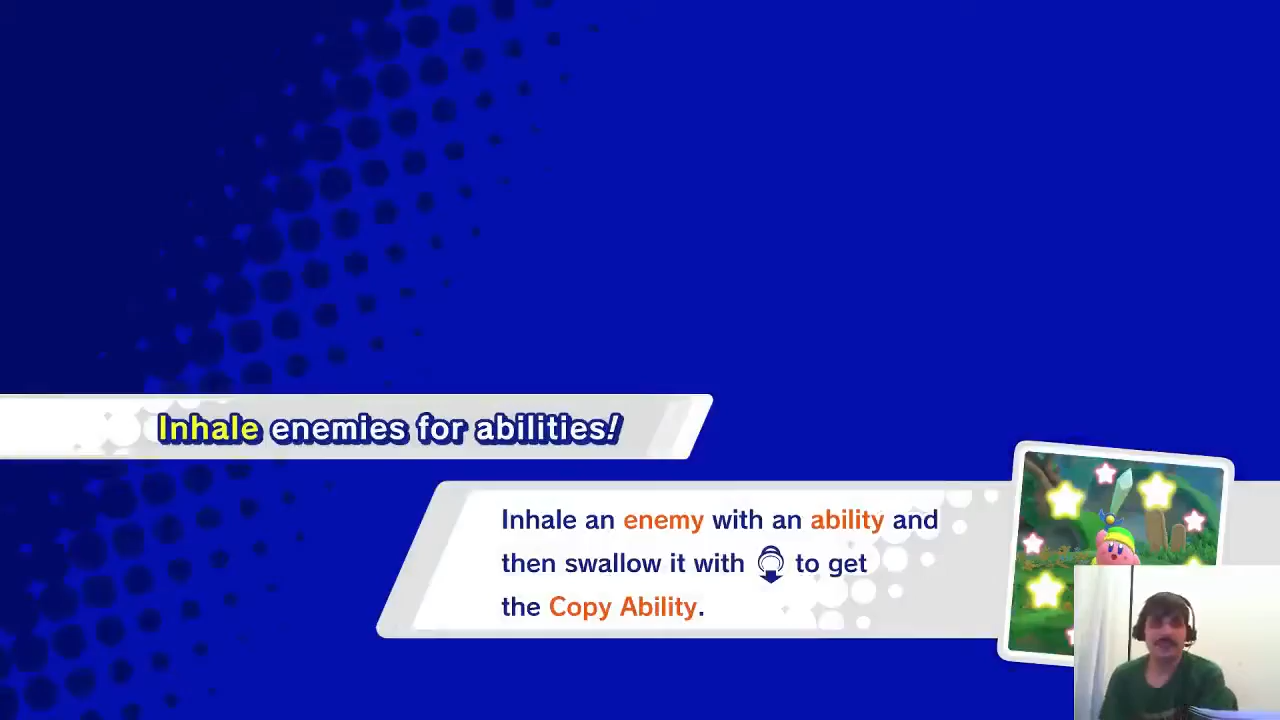 Inhale enemies for abilities!
Inhale an enemy with an ability and
then swallow it with to get
the Copy Ability.